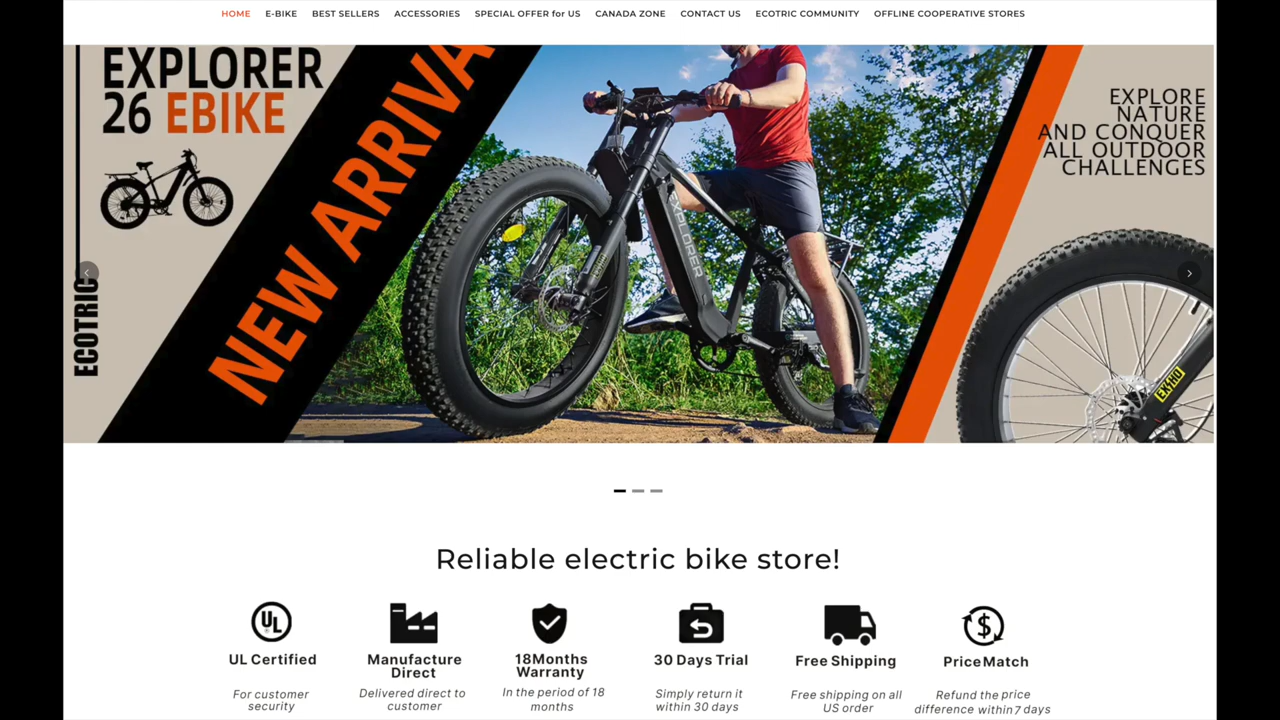 HOME E-BIKE BEST SELLERS ACCESSORIES SPECIAL OFFER for US CANADA ZONE CONTACT US ECOTRIC COMMUNITY OFFLINE COOPERATIVE STORES
EXPLORER
26 EBIKE
ECOTRIC
NEW ARRIVA
EXPLORER
EXPLORE
NATURE
AND CONQUER
ALL OUTDOOR
CHALLENGES
Reliable electric bike store!
UL
UL Certified
For customer
security
Manufacture
Direct
Delivered direct to
customer
18Months
Warranty
In the period of 18
months
30 Days Trial
Simply return it
within 30 days
Free Shipping
Free shipping on all
US order
$
Price Match
Refund the price
difference within 7 days